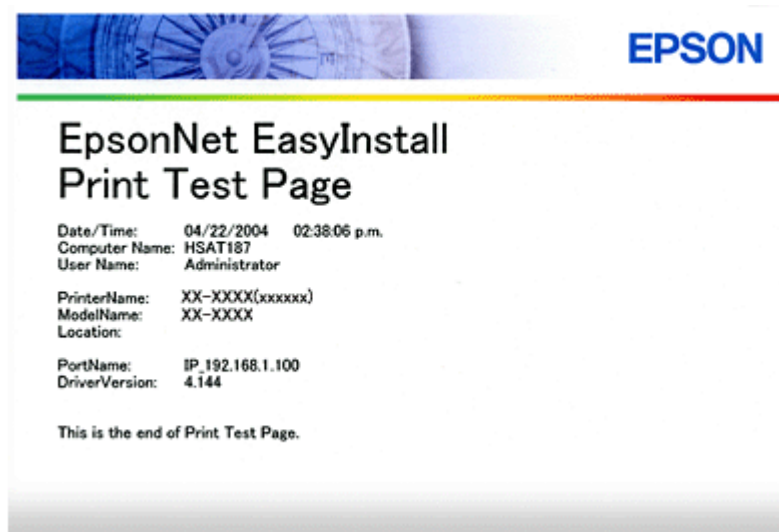 EPSON
EpsonNet EasyInstall
Print Test Page
Date/Time: 04/22/2004 02:38:06 p.m.
Computer Name: HSAT187
User Name: Administrator
PrinterName: XX-XXXX(xxxxxx)
ModelName: XX-XXXX
Location:
PortName: IP_192.168.1.100
DriverVersion: 4.144
This is the end of Print Test Page.